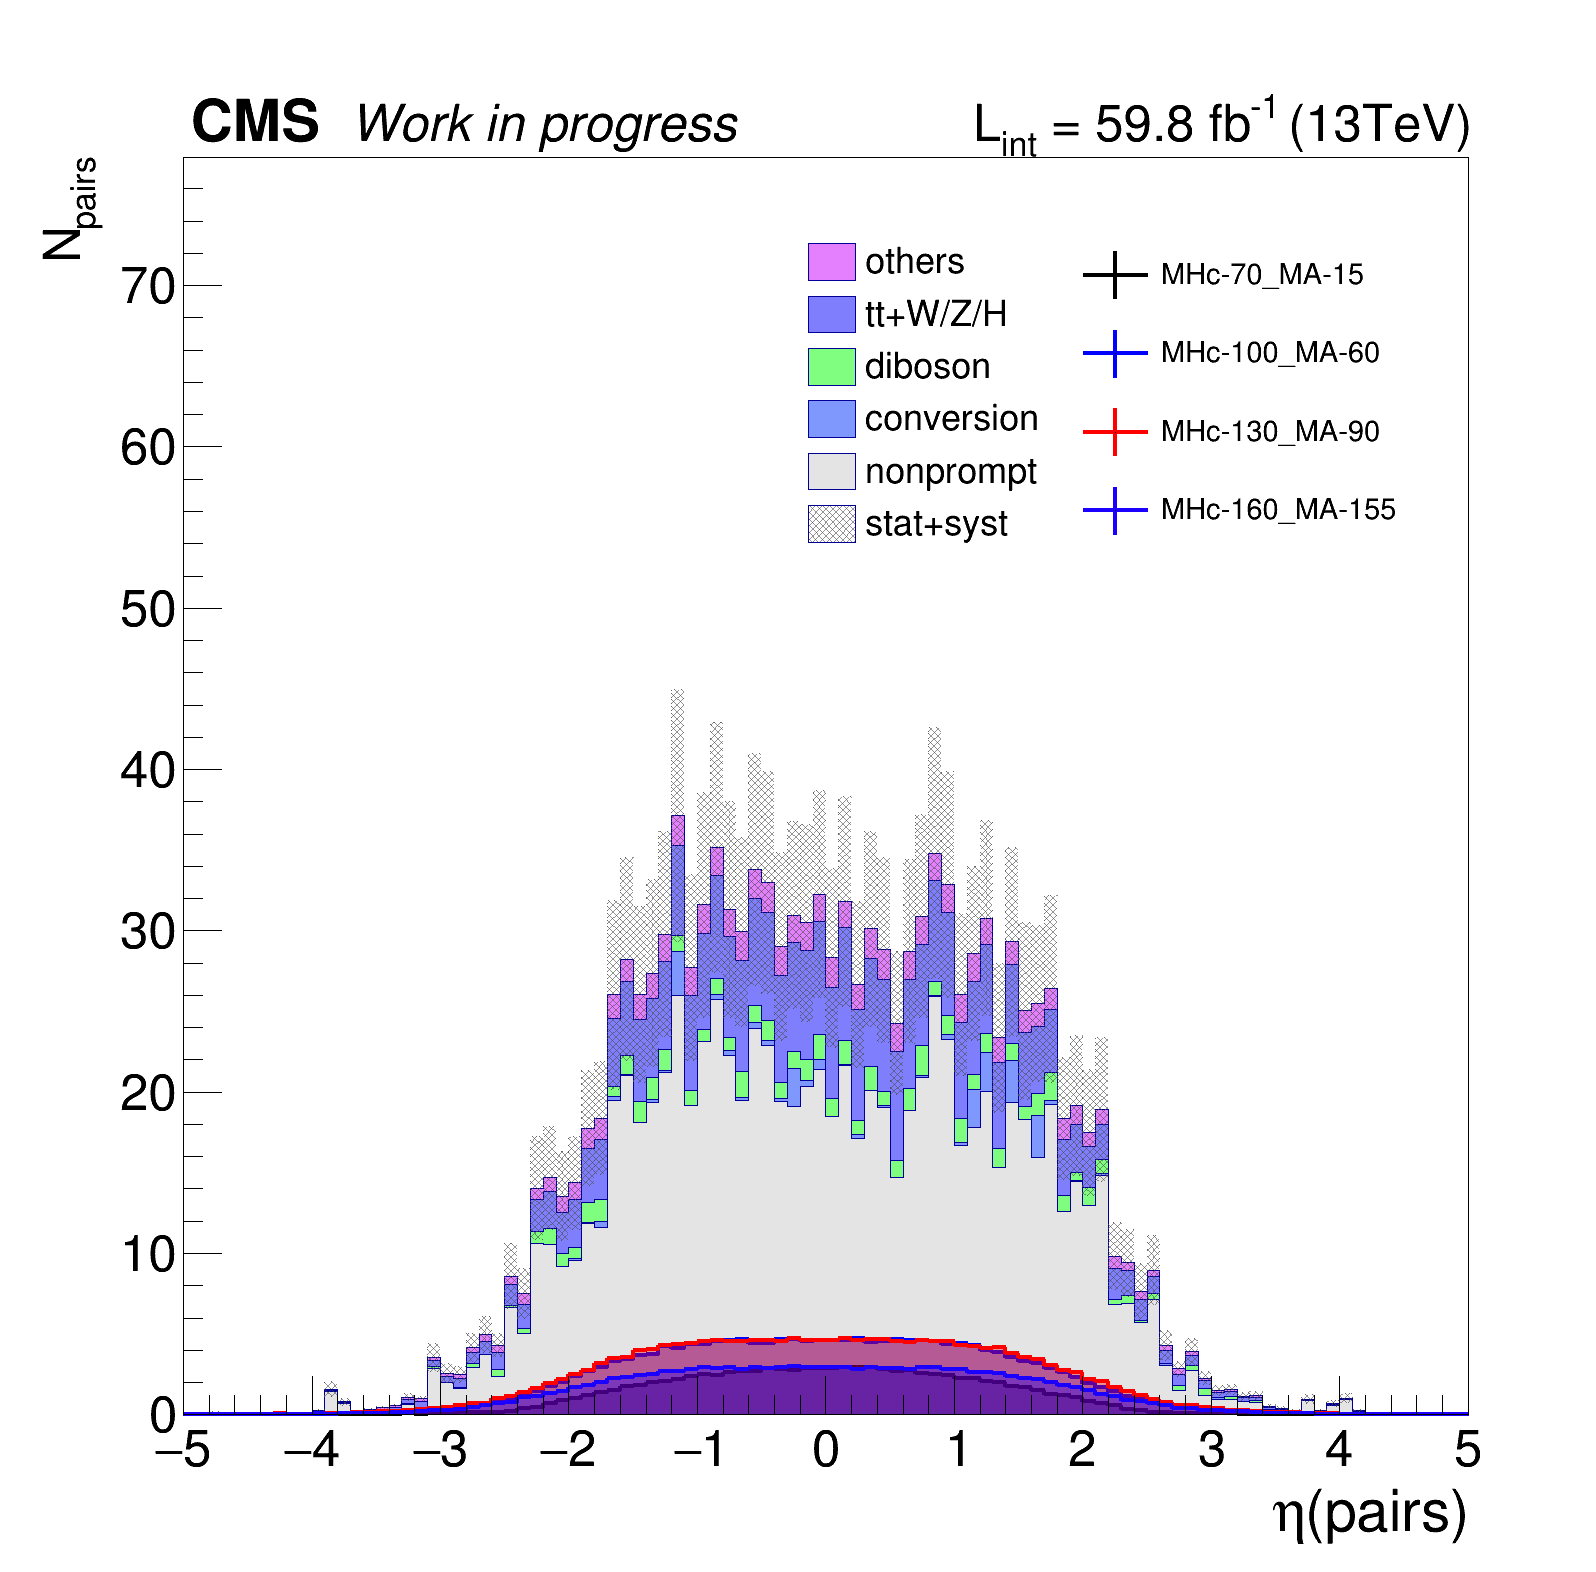 CMS Work in progress
L_int = 59.8 fb^-1 (13TeV)
N_pairs
70
60
50
40
30
20
10
0
others
tt+W/Z/H
diboson
conversion
nonprompt
stat+syst
MHc-70_MA-15
MHc-100_MA-60
MHc-130_MA-90
MHc-160_MA-155
−5 −4 −3 −2 −1 0 1 2 3 4 5
η(pairs)